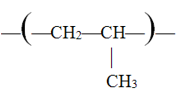 —(—CH₂—CH—)—
|
CH₃